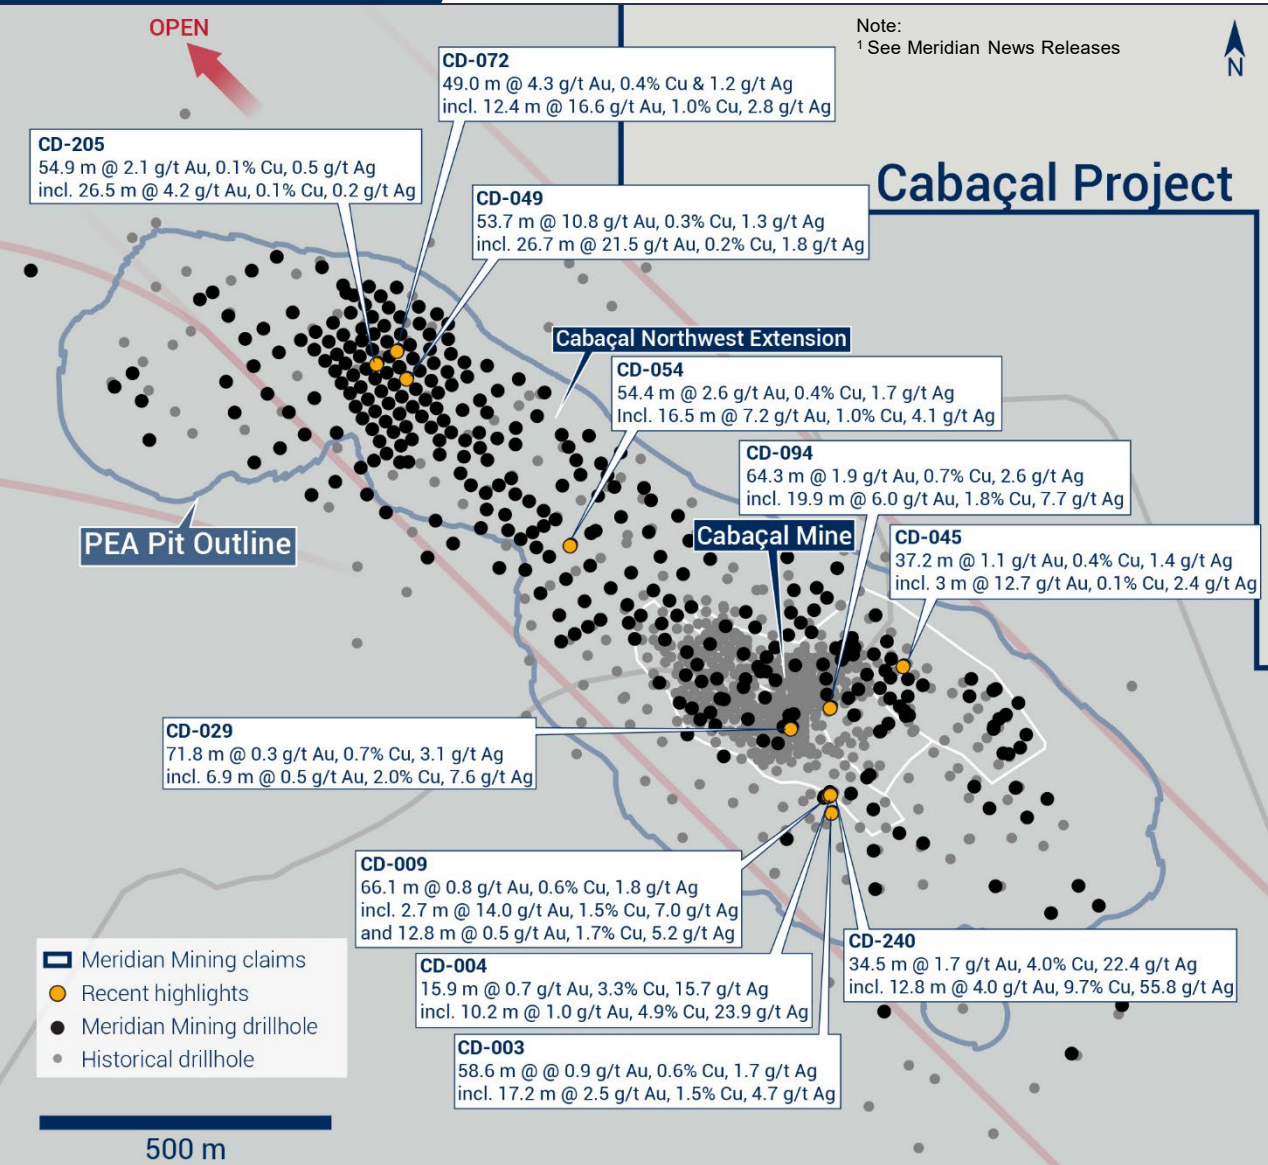 OPEN
Note:
¹ See Meridian News Releases
N
CD-072
49.0 m @ 4.3 g/t Au, 0.4% Cu & 1.2 g/t Ag
incl. 12.4 m @ 16.6 g/t Au, 1.0% Cu, 2.8 g/t Ag
CD-205
54.9 m @ 2.1 g/t Au, 0.1% Cu, 0.5 g/t Ag
incl. 26.5 m @ 4.2 g/t Au, 0.1% Cu, 0.2 g/t Ag
Cabaçal Project
CD-049
53.7 m @ 10.8 g/t Au, 0.3% Cu, 1.3 g/t Ag
incl. 26.7 m @ 21.5 g/t Au, 0.2% Cu, 1.8 g/t Ag
Cabaçal Northwest Extension
CD-054
54.4 m @ 2.6 g/t Au, 0.4% Cu, 1.7 g/t Ag
Incl. 16.5 m @ 7.2 g/t Au, 1.0% Cu, 4.1 g/t Ag
CD-094
64.3 m @ 1.9 g/t Au, 0.7% Cu, 2.6 g/t Ag
incl. 19.9 m @ 6.0 g/t Au, 1.8% Cu, 7.7 g/t Ag
PEA Pit Outline
Cabaçal Mine
CD-045
37.2 m @ 1.1 g/t Au, 0.4% Cu, 1.4 g/t Ag
incl. 3 m @ 12.7 g/t Au, 0.1% Cu, 2.4 g/t Ag
CD-029
71.8 m @ 0.3 g/t Au, 0.7% Cu, 3.1 g/t Ag
incl. 6.9 m @ 0.5 g/t Au, 2.0% Cu, 7.6 g/t Ag
CD-009
66.1 m @ 0.8 g/t Au, 0.6% Cu, 1.8 g/t Ag
incl. 2.7 m @ 14.0 g/t Au, 1.5% Cu, 7.0 g/t Ag
and 12.8 m @ 0.5 g/t Au, 1.7% Cu, 5.2 g/t Ag
CD-240
34.5 m @ 1.7 g/t Au, 4.0% Cu, 22.4 g/t Ag
incl. 12.8 m @ 4.0 g/t Au, 9.7% Cu, 55.8 g/t Ag
CD-004
15.9 m @ 0.7 g/t Au, 3.3% Cu, 15.7 g/t Ag
incl. 10.2 m @ 1.0 g/t Au, 4.9% Cu, 23.9 g/t Ag
CD-003
58.6 m @ @ 0.9 g/t Au, 0.6% Cu, 1.7 g/t Ag
incl. 17.2 m @ 2.5 g/t Au, 1.5% Cu, 4.7 g/t Ag
Meridian Mining claims
Recent highlights
Meridian Mining drillhole
Historical drillhole
500 m